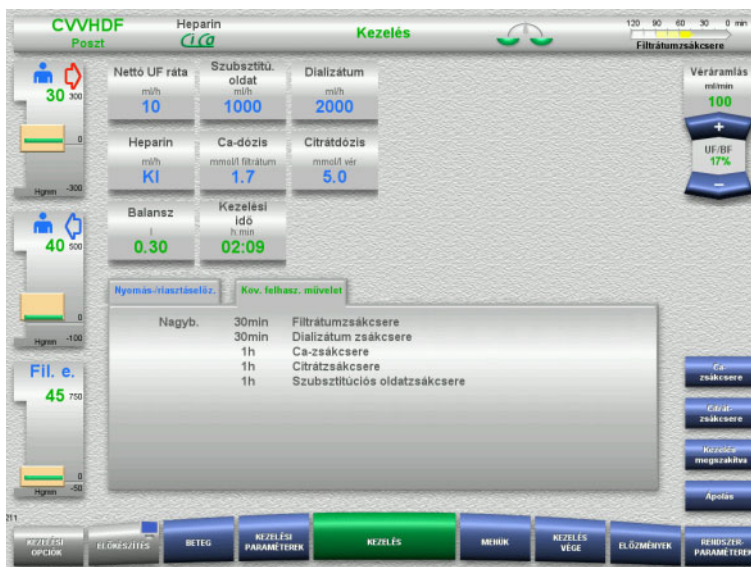 CVVHDF
Poszt
Heparin
CiCa
Kezelés
120 90 60 30 0 min
Filtrátumzsákcsere
30
300
0
Hgmm -300
40
500
0
Hgmm -100
Fil. e.
45
750
0
Hgmm -50
Nettó UF ráta
ml/h
10
Szubsztitú. oldat
ml/h
1000
Dializátum
ml/h
2000
Heparin
ml/h
KI
Ca-dózis
mmol/l filtrátum
1.7
Citrátdózis
mmol/l vér
5.0
Balansz
l
0.30
Kezelési idő
h:min
02:09
Véráramlás
ml/min
100
+
UF/BF
17%
−
Nyomás-/riasztáselőz.
Kov. felhasz. művelet
Nagyb. 30min Filtrátumzsákcsere
30min Dializátum zsákcsere
1h Ca-zsákcsere
1h Citrátzsákcsere
1h Szubsztitúciós oldatzsákcsere
Ca-
zsákcsere
Citrát-
zsákcsere
Kezelés
megszakítva
Ápolás
211
KEZELÉSI
OPCIÓK
ELŐKÉSZÍTÉS
BETEG
KEZELÉSI
PARAMÉTEREK
KEZELÉS
MENÜK
KEZELÉS
VÉGE
ELŐZMÉNYEK
RENDSZER-
PARAMÉTEREK